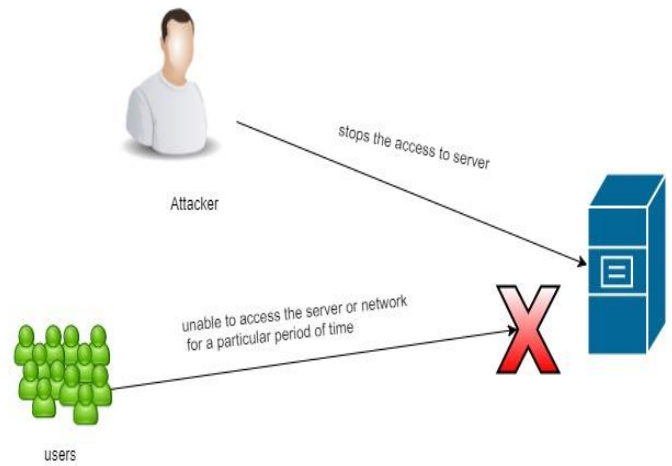 stops the access to server
Attacker
unable to access the server or network
for a particular period of time
users